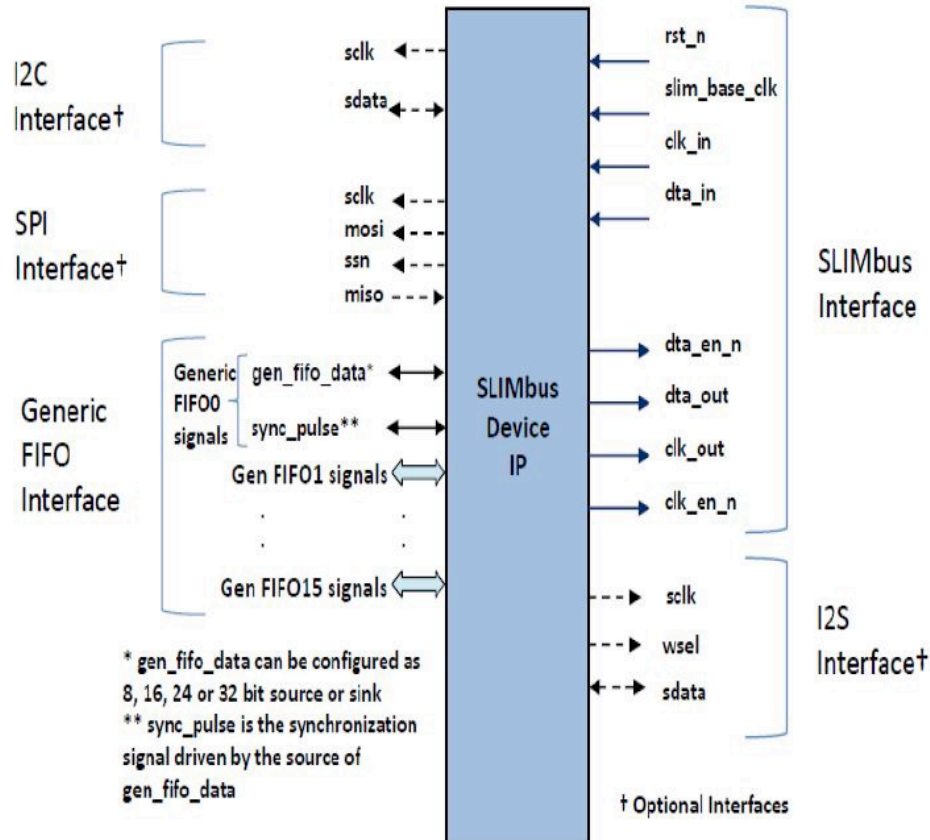 I2C
Interface†
sclk
sdata
SPI
Interface†
sclk
mosi
ssn
miso
Generic
FIFO
Interface
Generic
FIFO0
signals
gen_fifo_data*
sync_pulse**
Gen FIFO1 signals
. .
. .
Gen FIFO15 signals
* gen_fifo_data can be configured as
8, 16, 24 or 32 bit source or sink
** sync_pulse is the synchronization
signal driven by the source of
gen_fifo_data
SLIMbus
Device
IP
rst_n
slim_base_clk
clk_in
dta_in
dta_en_n
dta_out
clk_out
clk_en_n
SLIMbus
Interface
sclk
wsel
sdata
I2S
Interface†
† Optional Interfaces